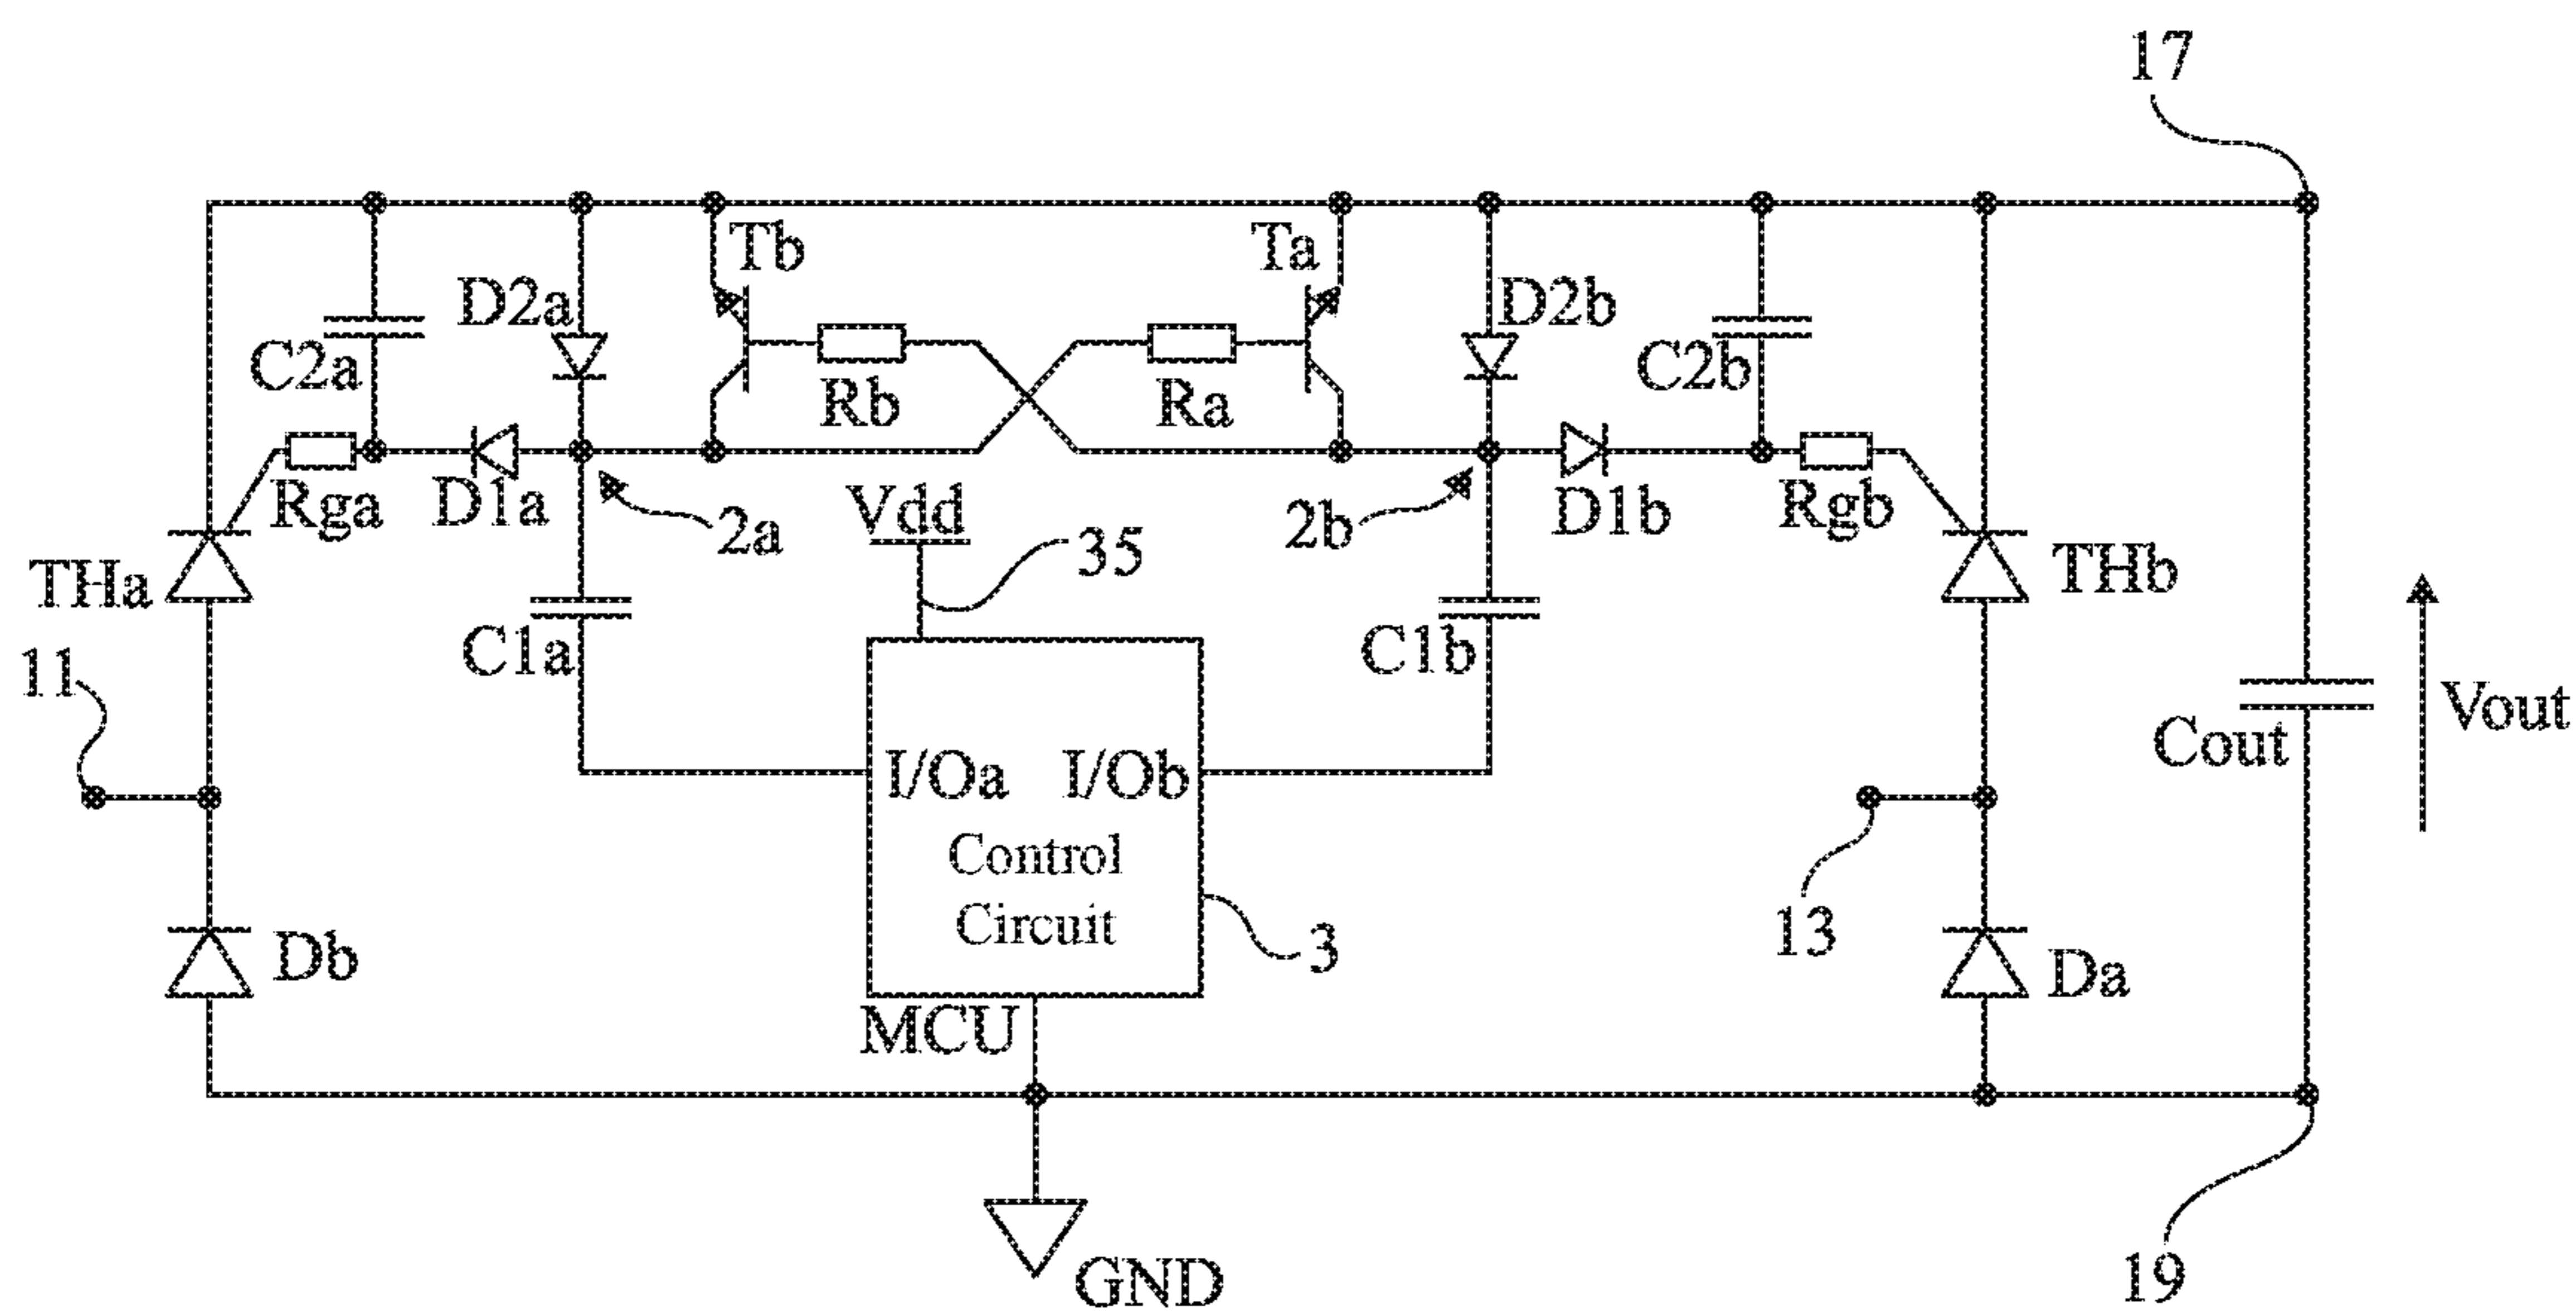 17
Tb
Ta
D2a
D2b
C2a
C2b
Rb
Ra
Rga
D1a
2a
Vdd
35
2b
D1b
Rgb
THa
THb
11
C1a
C1b
Vout
Cout
I/Oa
I/Ob
Control
Circuit
3
13
Db
Da
MCU
GND
19